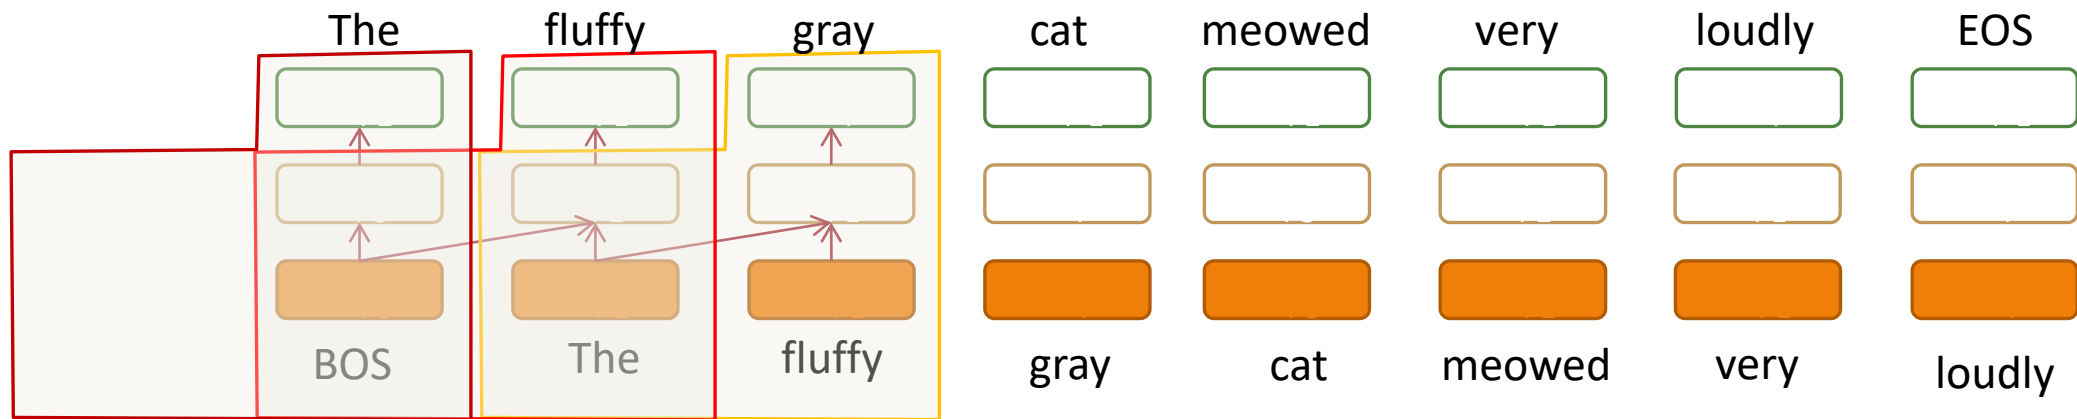 The fluffy gray cat meowed very loudly EOS
BOS The fluffy gray cat meowed very loudly